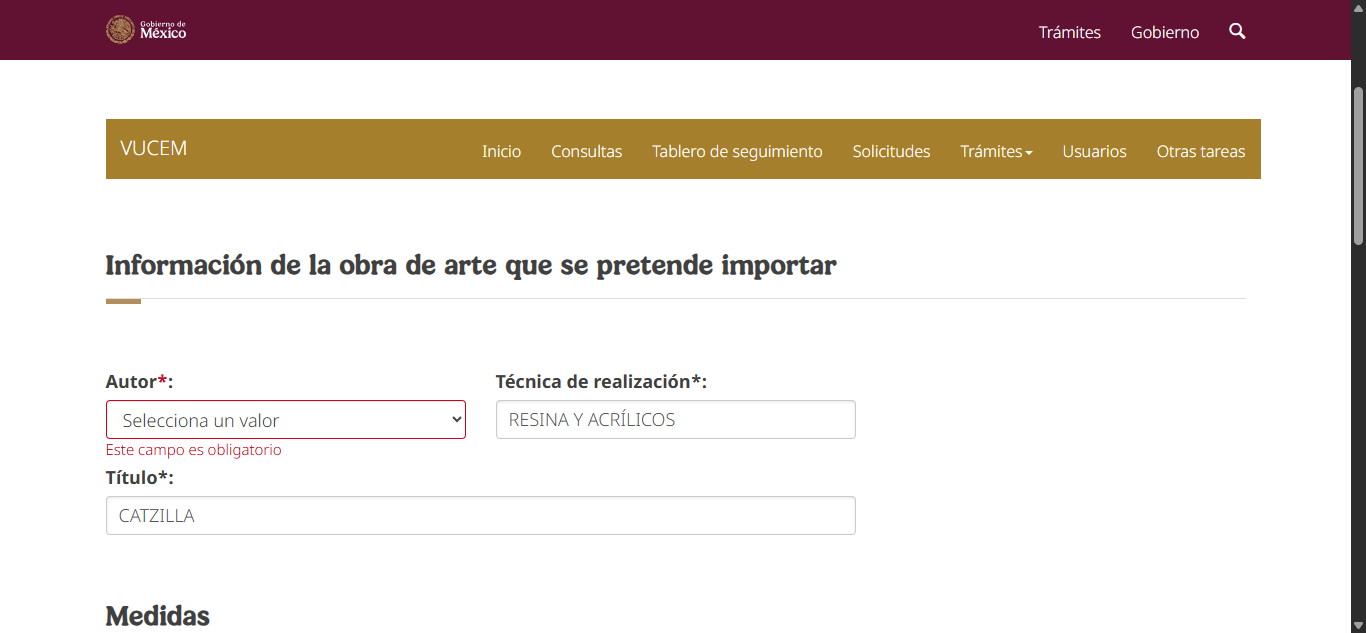 Gobierno de
México
Trámites
Gobierno
VUCEM
Inicio
Consultas
Tablero de seguimiento
Solicitudes
Trámites
Usuarios
Otras tareas
Información de la obra de arte que se pretende importar
Autor*:
Técnica de realización*:
Selecciona un valor
RESINA Y ACRÍLICOS
Este campo es obligatorio
Título*:
CATZILLA
Medidas